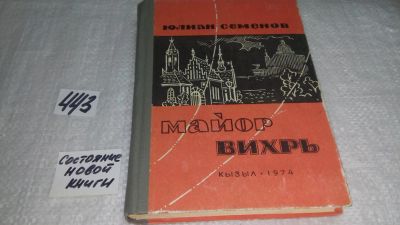 ЮЛИАН СЕМЕНОВ
МАЙОР
ВИХРЬ
КЫЗЫЛ · 1974
443
Состояние
новой
книги